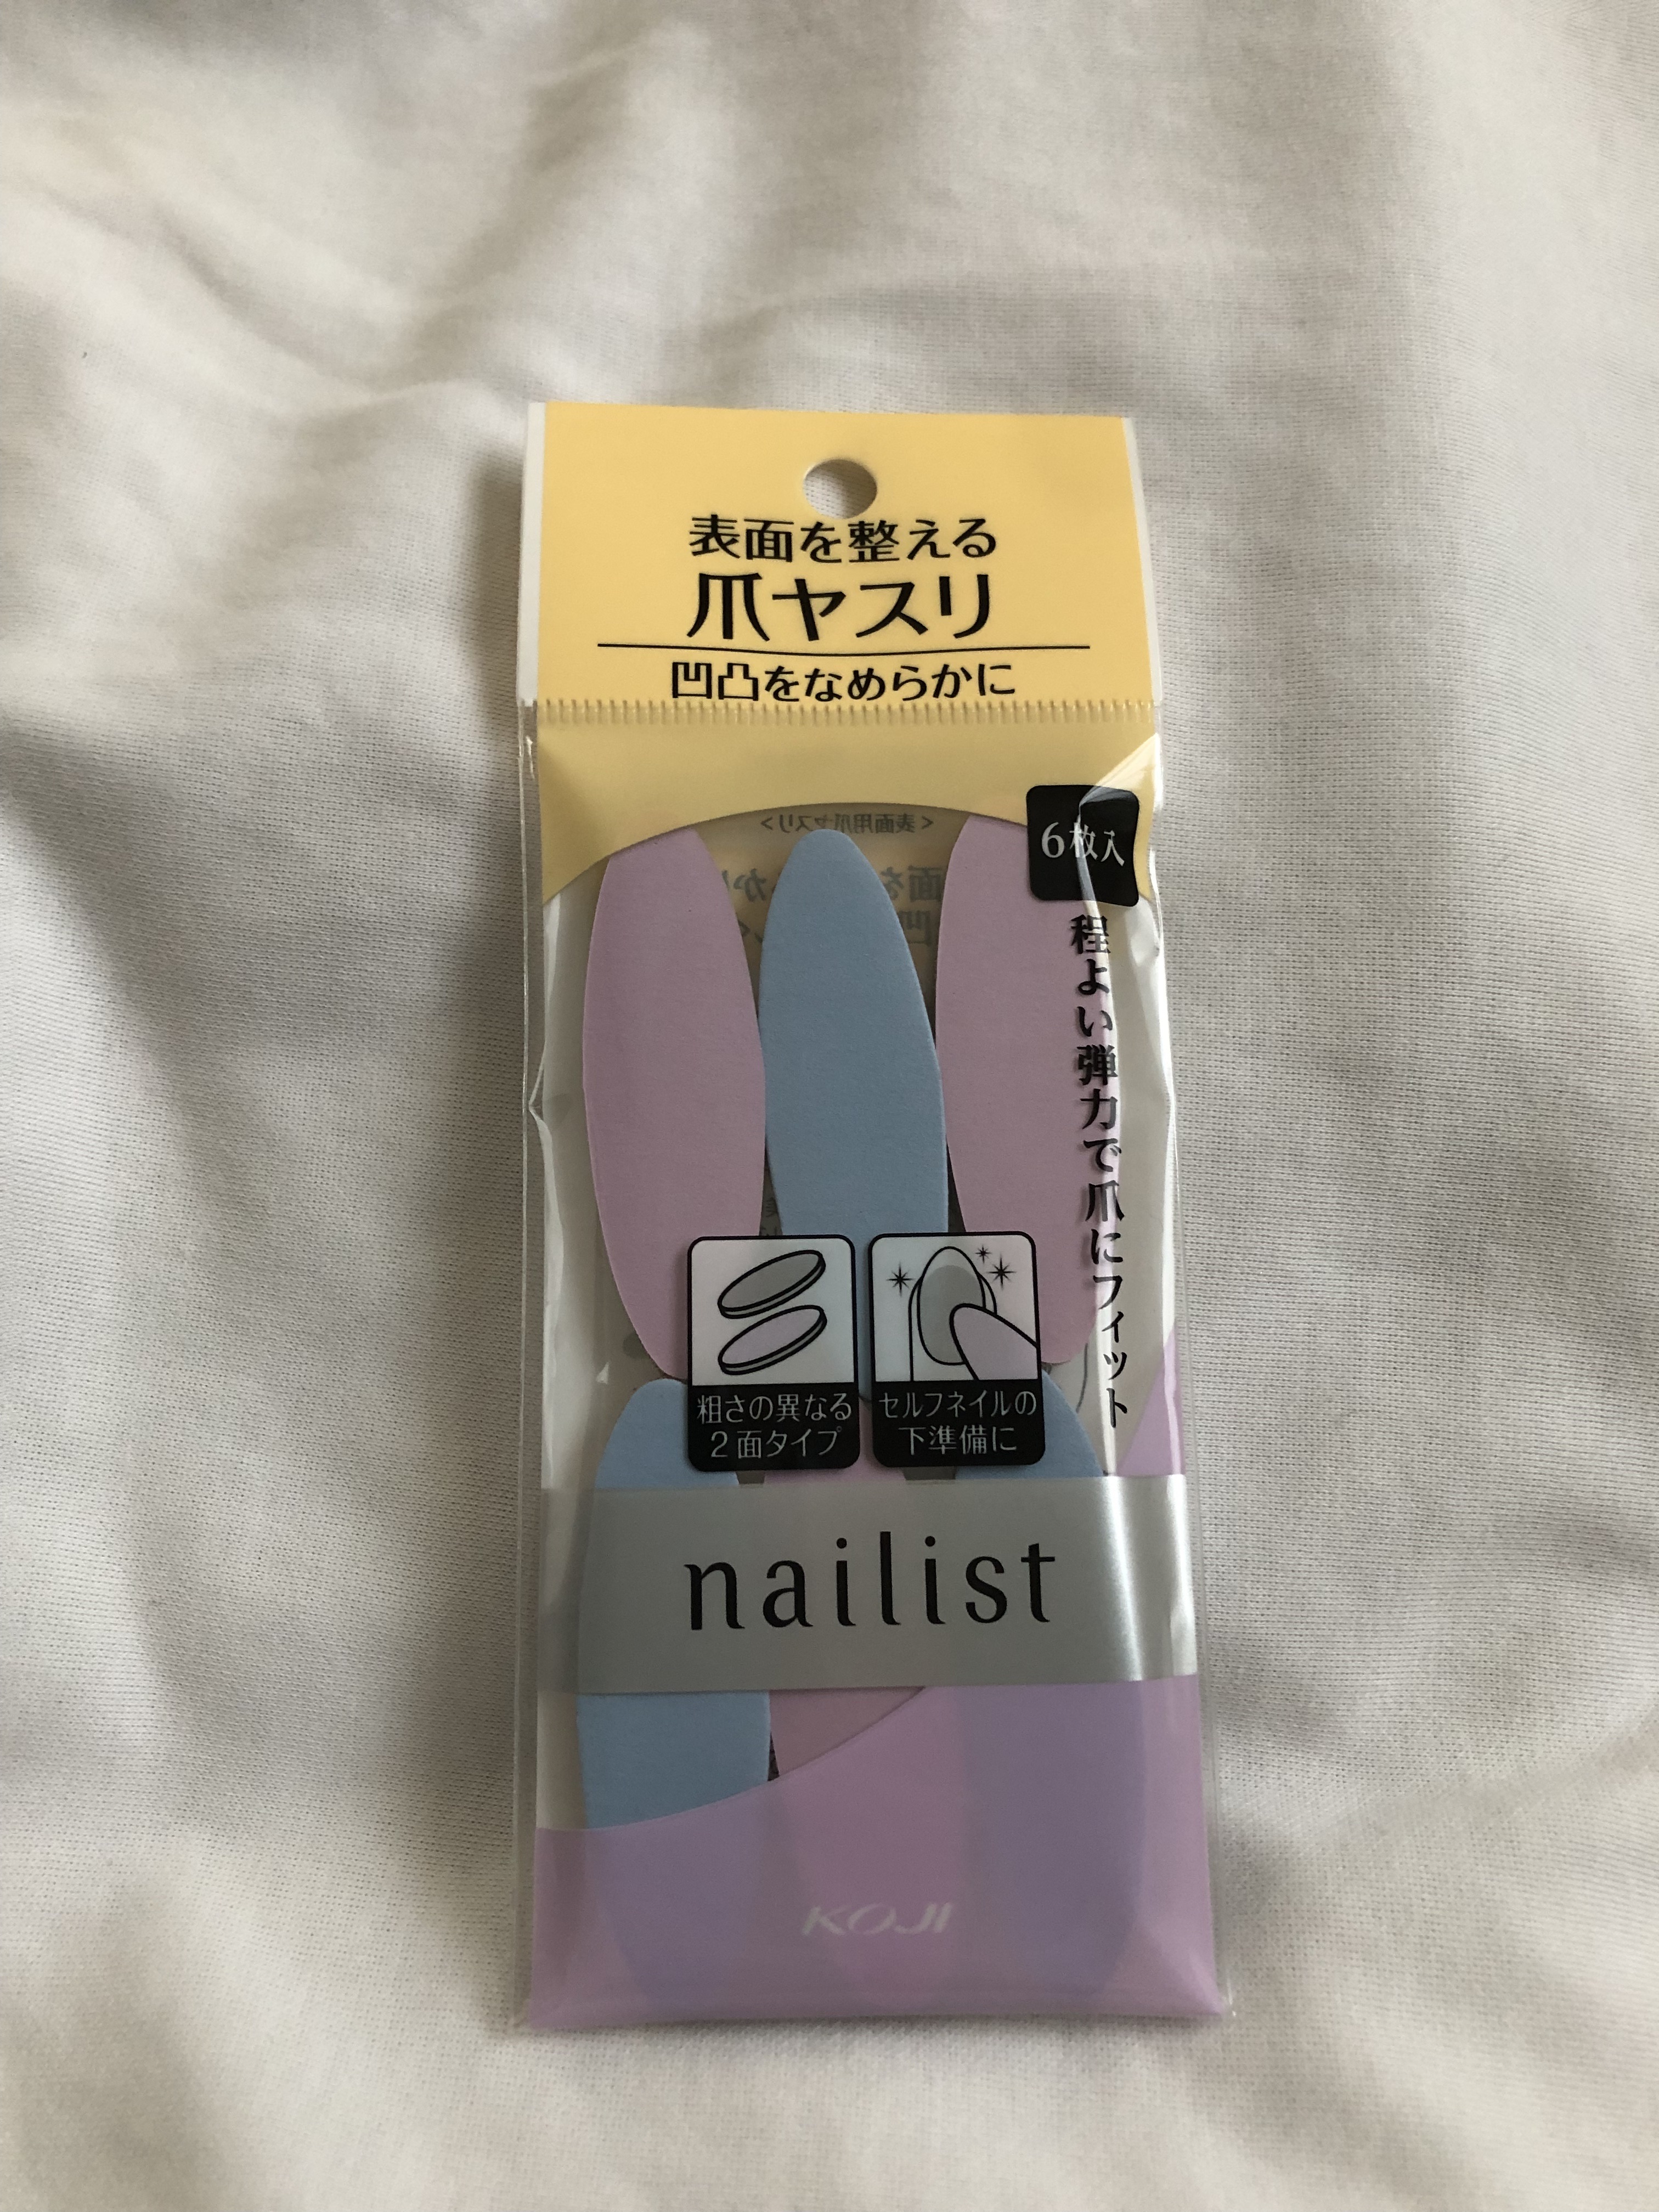 表面を整える
爪ヤスリ
凹凸をなめらかに
6枚入
<表面用爪ヤスリ>
程よい弾力で爪にフィット
粗さの異なる
2面タイプ
セルフネイルの
下準備に
nailist
KOJI